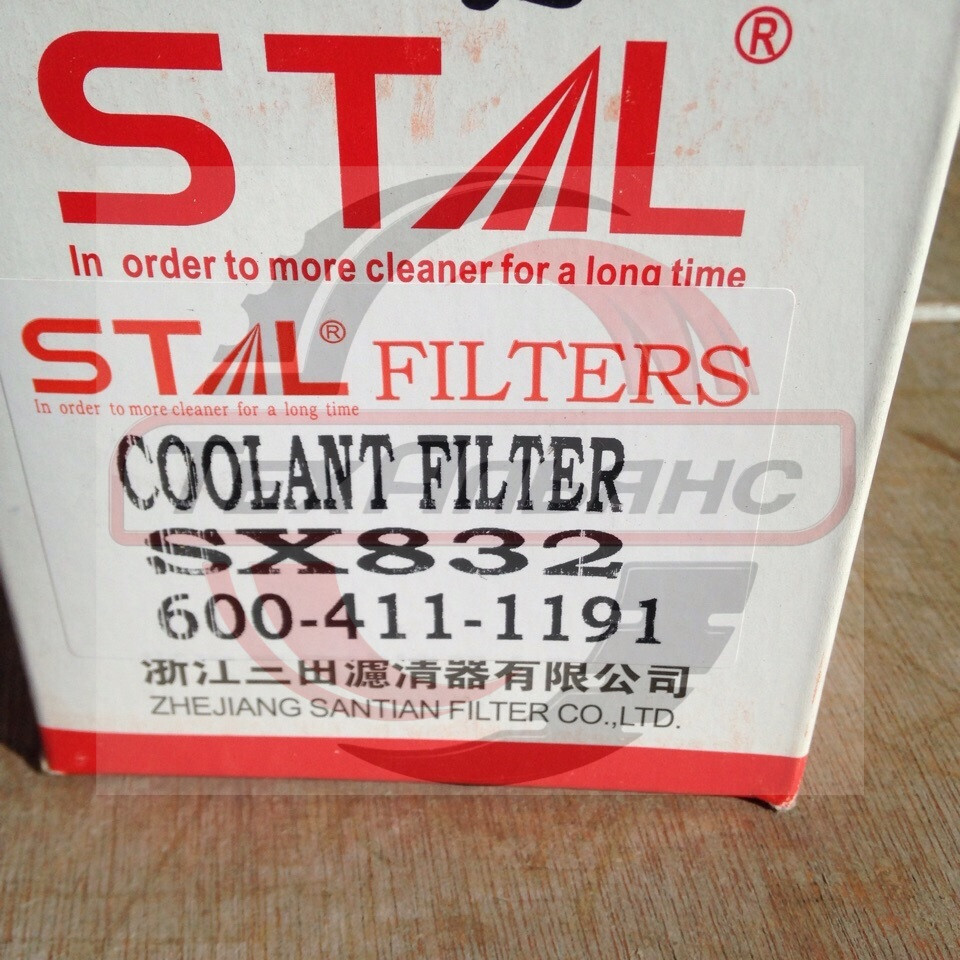 STAL®
In order to more cleaner for a long time
STAL® FILTERS
In order to more cleaner for a long time
COOLANT FILTER
SX832
600-411-1191
浙江三田濾清器有限公司
ZHEJIANG SANTIAN FILTER CO.,LTD.